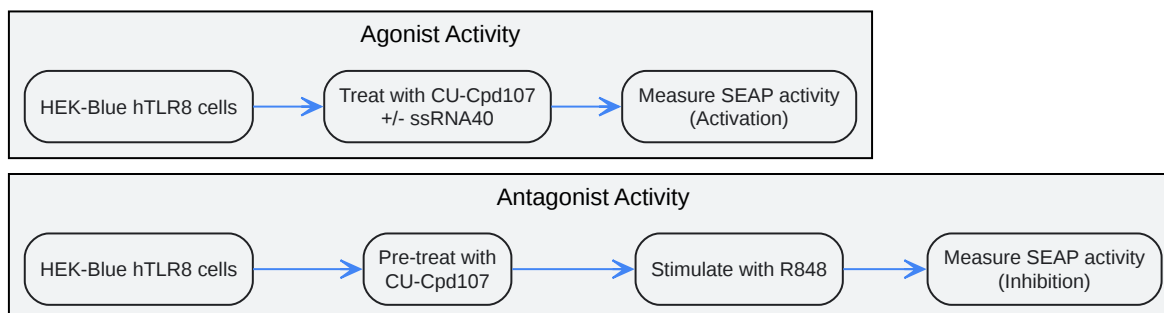 Agonist Activity
HEK-Blue hTLR8 cells
Treat with CU-Cpd107
+/- ssRNA40
Measure SEAP activity
(Activation)
Antagonist Activity
HEK-Blue hTLR8 cells
Pre-treat with
CU-Cpd107
Stimulate with R848
Measure SEAP activity
(Inhibition)